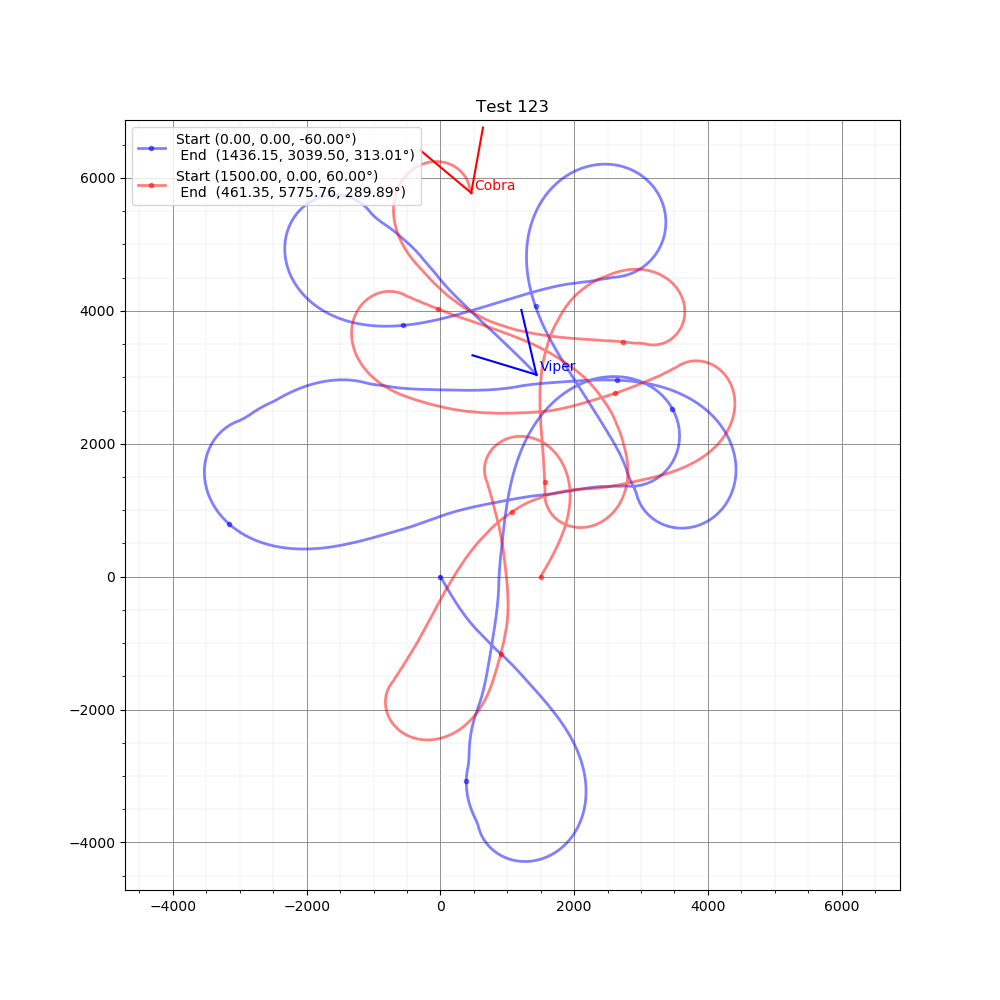 Test 123
Start (0.00, 0.00, -60.00°)
End  (1436.15, 3039.50, 313.01°)
Start (1500.00, 0.00, 60.00°)
End  (461.35, 5775.76, 289.89°)
Cobra
Viper
6000
4000
2000
0
−2000
−4000
−4000 −2000 0 2000 4000 6000